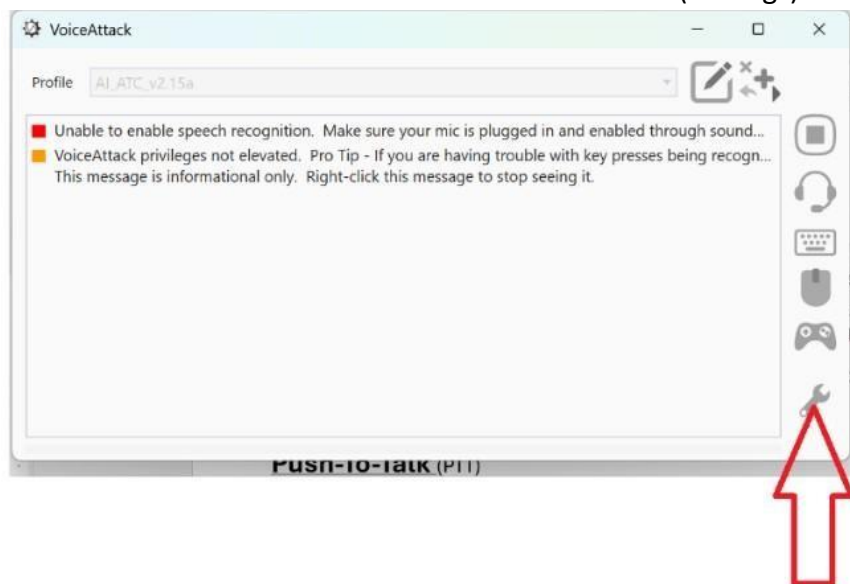 VoiceAttack
Profile AI_ATC_v2.15a
Unable to enable speech recognition. Make sure your mic is plugged in and enabled through sound...
VoiceAttack privileges not elevated. Pro Tip - If you are having trouble with key presses being recogn...
This message is informational only. Right-click this message to stop seeing it.
Push-To-Talk (PTT)